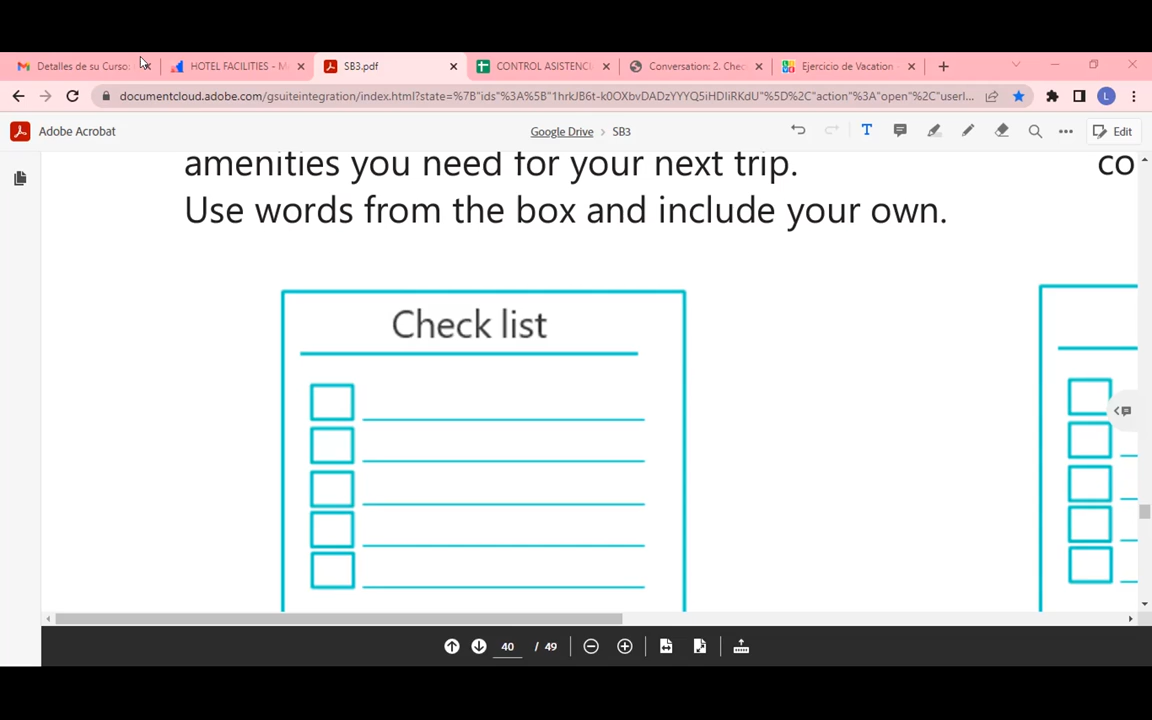 Detalles de su Curso:
HOTEL FACILITIES - M
SB3.pdf
CONTROL ASISTENCI
Conversation: 2. Chec
Ejercicio de Vacation
documentcloud.adobe.com/gsuiteintegration/index.html?state=%7B"ids"%3A%5B"1hrkJB6t-k0OXbvDADzYYYQ5iHDIiRKdU"%5D%2C"action"%3A"open"%2C"userI...
L
Adobe Acrobat
Google Drive > SB3
T
Edit
amenities you need for your next trip.
co
Use words from the box and include your own.
Check list
40 / 49